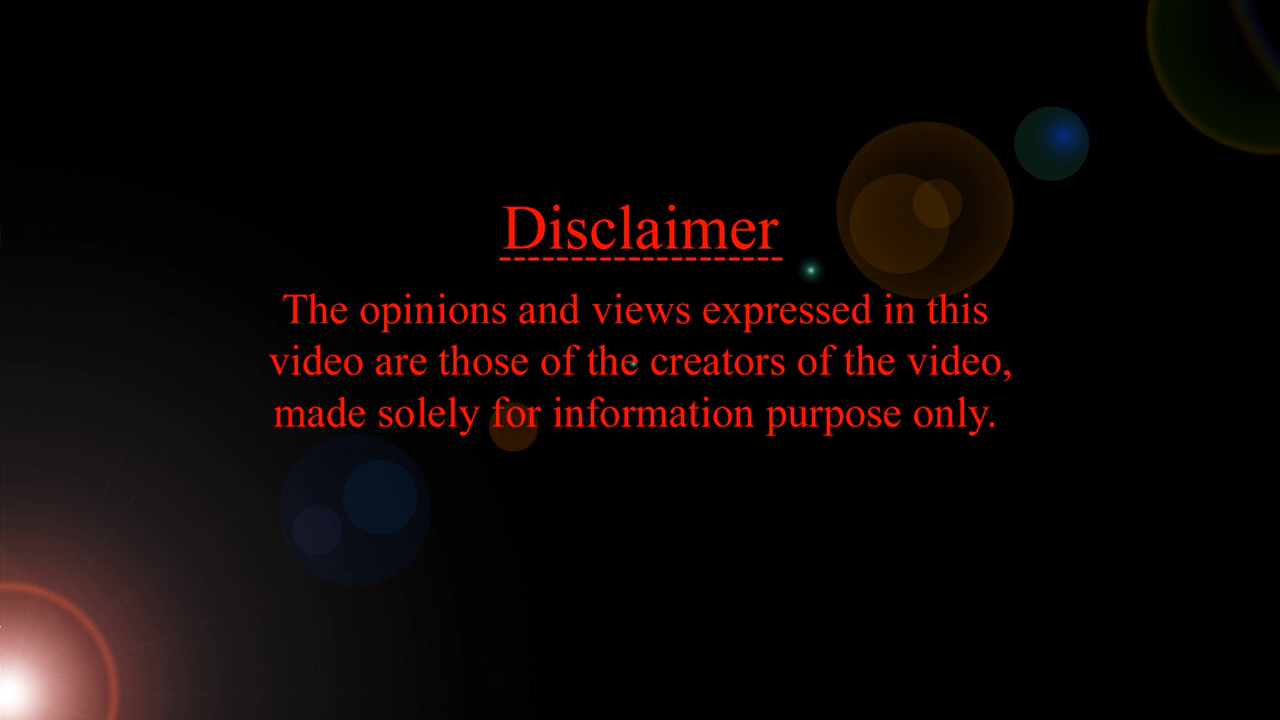 Disclaimer
The opinions and views expressed in this
video are those of the creators of the video,
made solely for information purpose only.